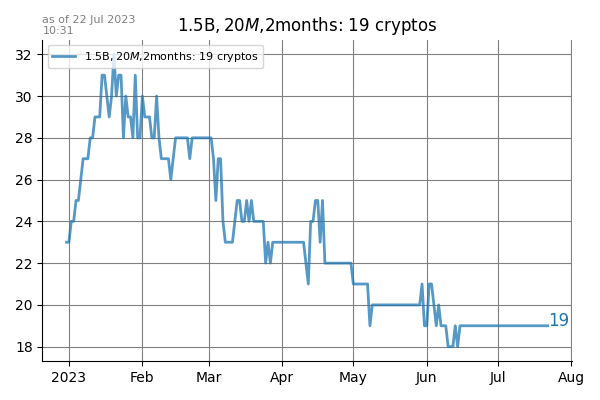 as of 22 Jul 2023
10:31
1.5B, 20M,2months: 19 cryptos
1.5B, 20M,2months: 19 cryptos
32
30
28
26
24
22
20
18
19
2023 Feb Mar Apr May Jun Jul Aug